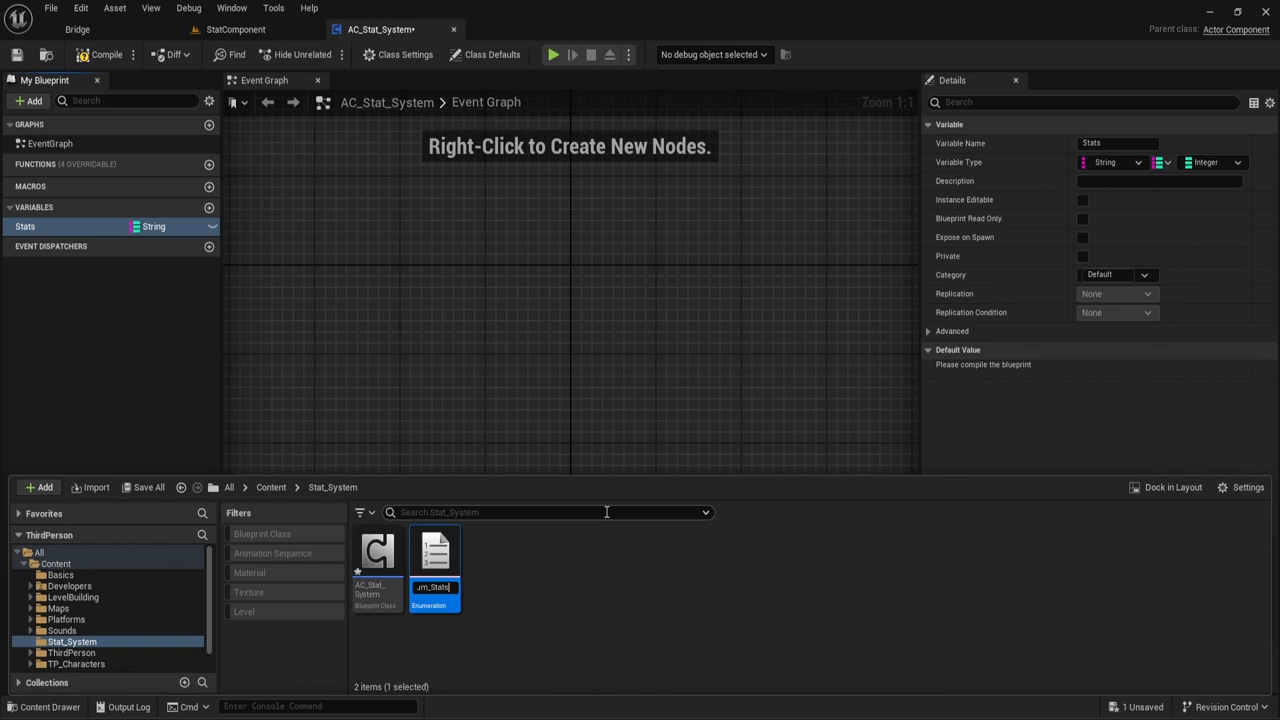 File Edit Asset View Debug Window Tools Help
Bridge StatComponent AC_Stat_System* Parent class: Actor Component
Compile Diff Find Hide Unrelated Class Settings Class Defaults No debug object selected
My Blueprint Event Graph Details
Add Search AC_Stat_System Event Graph Zoom 1:1 Search
Right-Click to Create New Nodes.
GRAPHS
EventGraph
FUNCTIONS (4 OVERRIDABLE)
MACROS
VARIABLES
Stats String
EVENT DISPATCHERS
Variable
Variable Name Stats
Variable Type String Integer
Description
Instance Editable
Blueprint Read Only
Expose on Spawn
Private
Category Default
Replication None
Replication Condition None
Advanced
Default Value
Please compile the blueprint
Add Import Save All All Content Stat_System Dock in Layout Settings
Favorites
ThirdPerson
All
Content
Basics
Developers
LevelBuilding
Maps
Platforms
Sounds
Stat_System
ThirdPerson
TP_Characters
Collections
Filters
Blueprint Class
Animation Sequence
Material
Texture
Level
Search Stat_System
AC_Stat_
System
Blueprint Class
um_Stats
Enumeration
2 items (1 selected)
Content Drawer Output Log Cmd Enter Console Command 1 Unsaved Revision Control